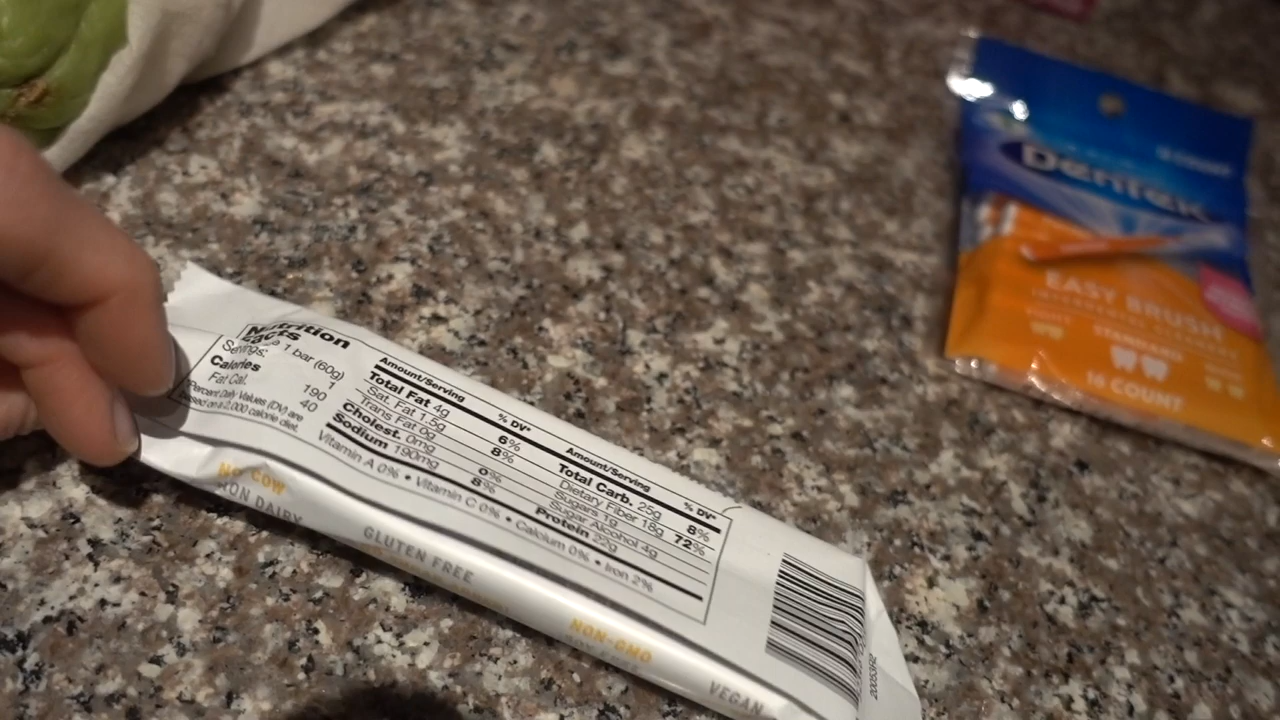 Nutrition
Facts
1 bar (60g)
Servings: 1
Calories 190
Fat Cal. 40
*Percent Daily Values (DV) are
based on a 2,000 calorie diet.
Amount/Serving % DV*
Total Fat 4g 6%
Sat. Fat 1.5g 8%
Trans Fat 0g
Cholest. 0mg 0%
Sodium 190mg 8%
Amount/Serving % DV*
Total Carb. 25g 8%
Dietary Fiber 18g 72%
Sugars 1g
Sugar Alcohol 4g
Protein 22g
Vitamin A 0% • Vitamin C 0% • Calcium 0% • Iron 2%
NO COW
NON DAIRY
GLUTEN FREE
NON-GMO
VEGAN
DenTek
EASY BRUSH
INTERDENTAL CLEANERS
STANDARD
16 COUNT